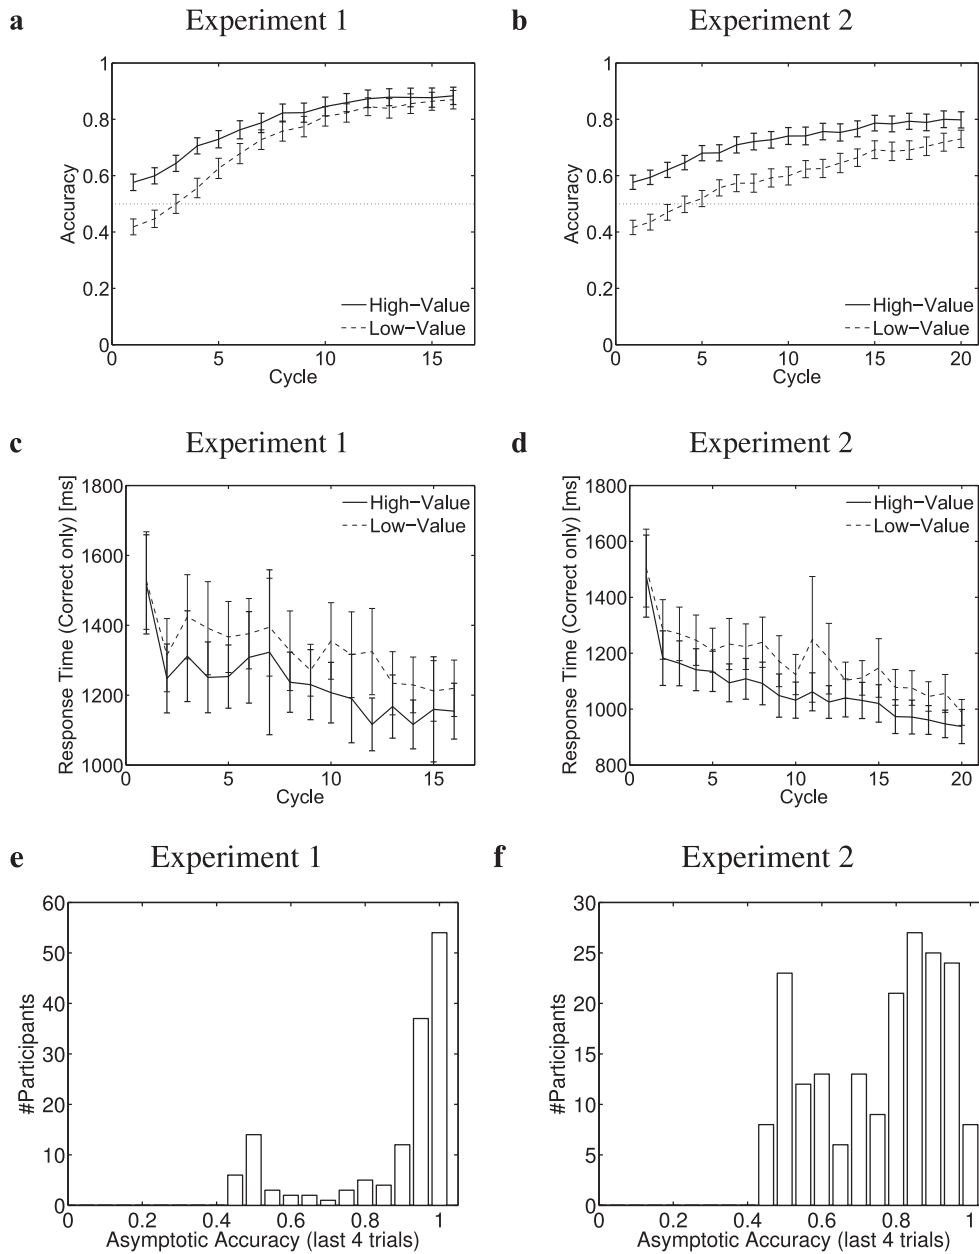 a Experiment 1
1
0.8
0.6
0.4
0.2
0
Accuracy
High−Value
Low−Value
0 5 10 15
Cycle
b Experiment 2
1
0.8
0.6
0.4
0.2
0
Accuracy
High−Value
Low−Value
0 5 10 15 20
Cycle
c Experiment 1
1800
1600
1400
1200
1000
Response Time (Correct only) [ms]
High−Value
Low−Value
0 5 10 15
Cycle
d Experiment 2
1800
1600
1400
1200
1000
800
Response Time (Correct only) [ms]
High−Value
Low−Value
0 5 10 15 20
Cycle
e Experiment 1
60
50
40
30
20
10
0
#Participants
0 0.2 0.4 0.6 0.8 1
Asymptotic Accuracy (last 4 trials)
f Experiment 2
30
25
20
15
10
5
0
#Participants
0 0.2 0.4 0.6 0.8 1
Asymptotic Accuracy (last 4 trials)